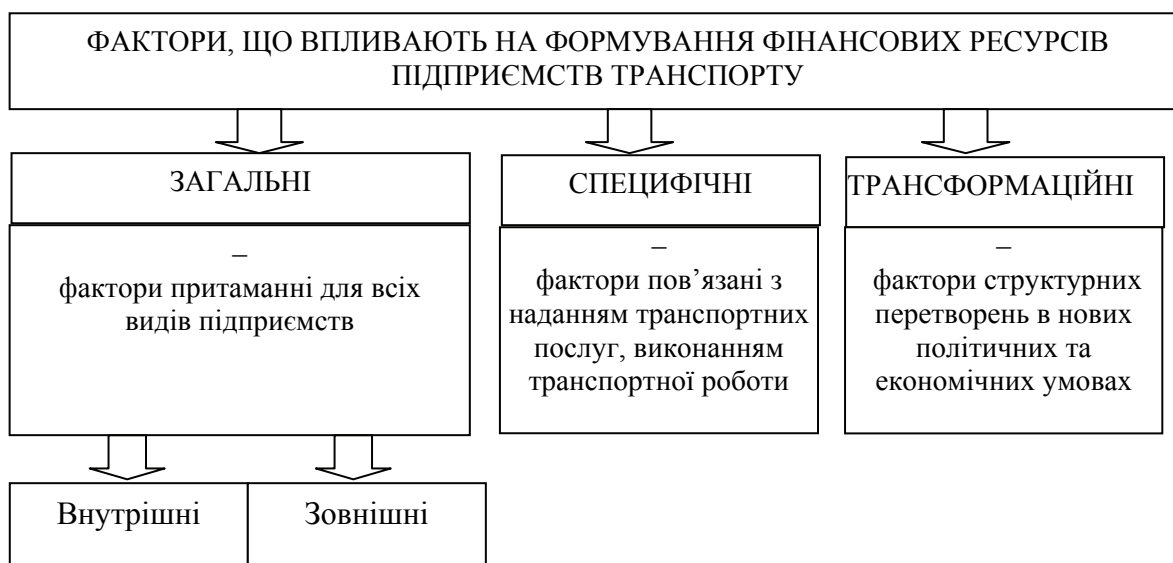 ФАКТОРИ, ЩО ВПЛИВАЮТЬ НА ФОРМУВАННЯ ФІНАНСОВИХ РЕСУРСІВ
ПІДПРИЄМСТВ ТРАНСПОРТУ
ЗАГАЛЬНІ
–
фактори притаманні для всіх
видів підприємств
СПЕЦИФІЧНІ
–
фактори пов’язані з
наданням транспортних
послуг, виконанням
транспортної роботи
ТРАНСФОРМАЦІЙНІ
–
фактори структурних
перетворень в нових
політичних та
економічних умовах
Внутрішні
Зовнішні